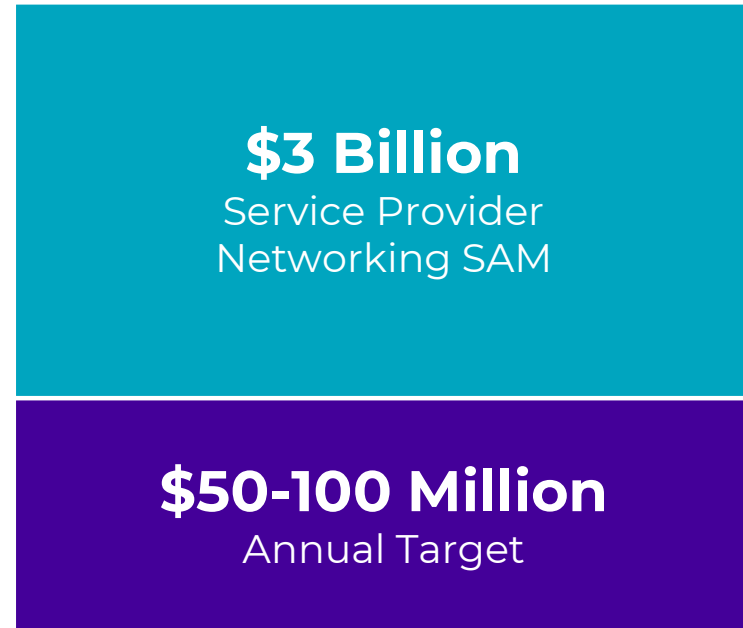 $3 Billion
Service Provider
Networking SAM
$50-100 Million
Annual Target